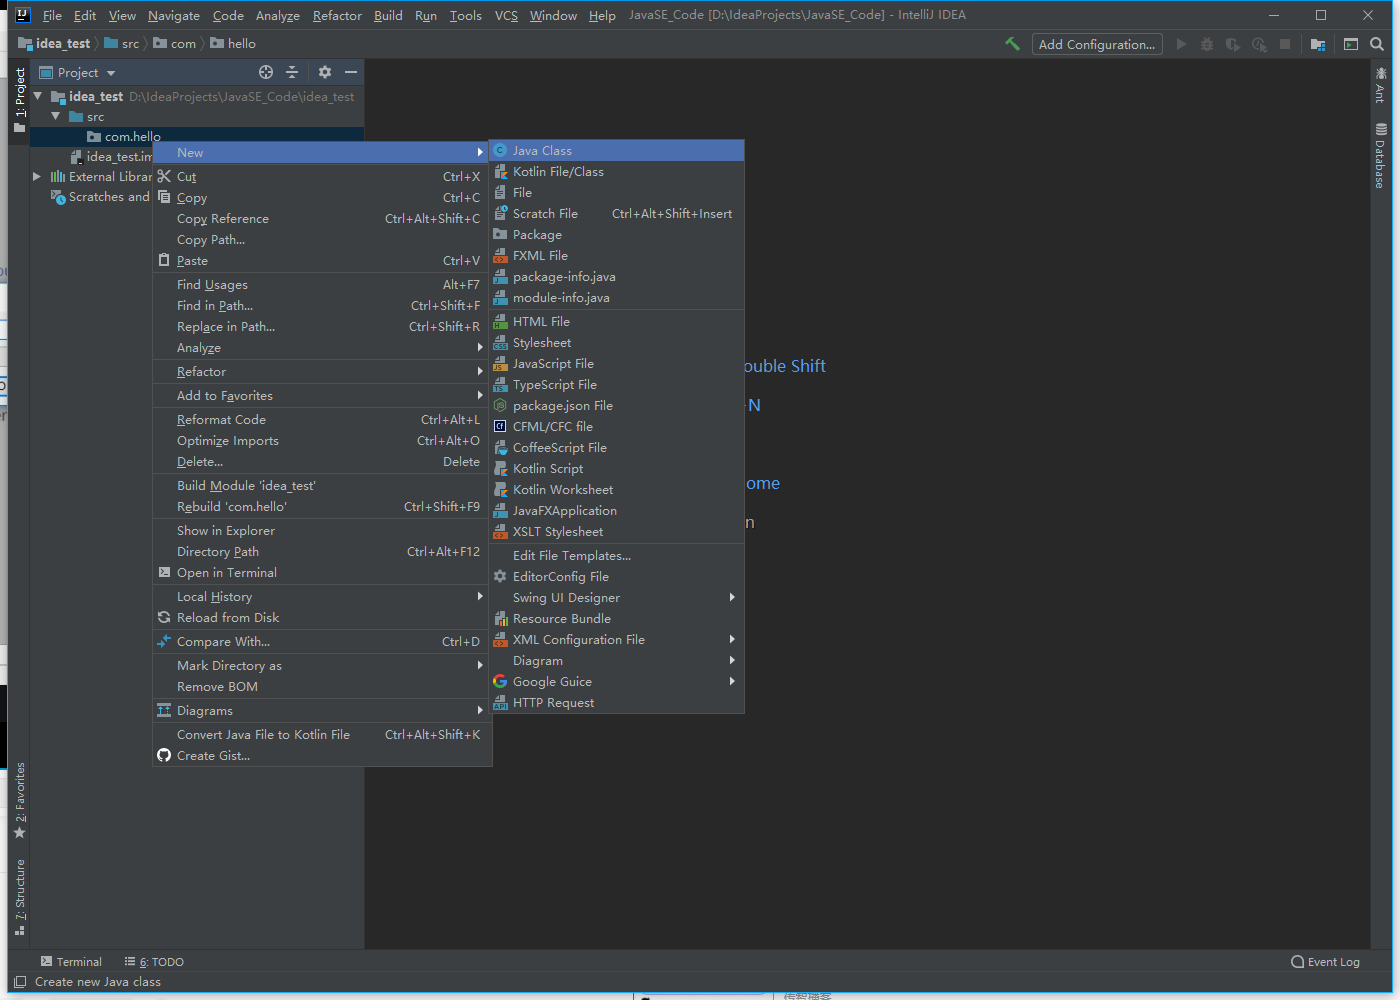 File Edit View Navigate Code Analyze Refactor Build Run Tools VCS Window Help JavaSE_Code [D:\IdeaProjects\JavaSE_Code] - IntelliJ IDEA
idea_test src com hello Add Configuration...
Project
idea_test D:\IdeaProjects\JavaSE_Code\idea_test
src
com.hello
idea_test.im
External Librar
Scratches and
1: Project
2: Favorites
7: Structure
Ant
Database
New
Cut Ctrl+X
Copy Ctrl+C
Copy Reference Ctrl+Alt+Shift+C
Copy Path...
Paste Ctrl+V
Find Usages Alt+F7
Find in Path... Ctrl+Shift+F
Replace in Path... Ctrl+Shift+R
Analyze
Refactor
Add to Favorites
Reformat Code Ctrl+Alt+L
Optimize Imports Ctrl+Alt+O
Delete... Delete
Build Module 'idea_test'
Rebuild 'com.hello' Ctrl+Shift+F9
Show in Explorer
Directory Path Ctrl+Alt+F12
Open in Terminal
Local History
Reload from Disk
Compare With... Ctrl+D
Mark Directory as
Remove BOM
Diagrams
Convert Java File to Kotlin File Ctrl+Alt+Shift+K
Create Gist...
Java Class
Kotlin File/Class
File
Scratch File Ctrl+Alt+Shift+Insert
Package
FXML File
package-info.java
module-info.java
HTML File
Stylesheet
JavaScript File
TypeScript File
package.json File
CFML/CFC file
CoffeeScript File
Kotlin Script
Kotlin Worksheet
JavaFXApplication
XSLT Stylesheet
Edit File Templates...
EditorConfig File
Swing UI Designer
Resource Bundle
XML Configuration File
Diagram
Google Guice
HTTP Request
ouble Shift
N
ome
n
Terminal 6: TODO Event Log
Create new Java class